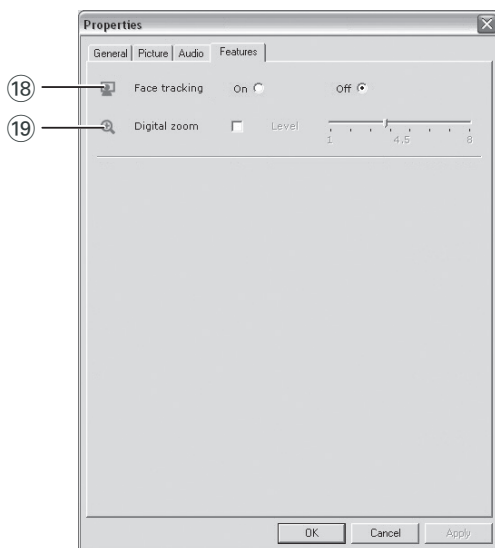 Properties
General Picture Audio Features
⑱ Face tracking On Off
⑲ Digital zoom Level
1 4.5 8
OK Cancel Apply